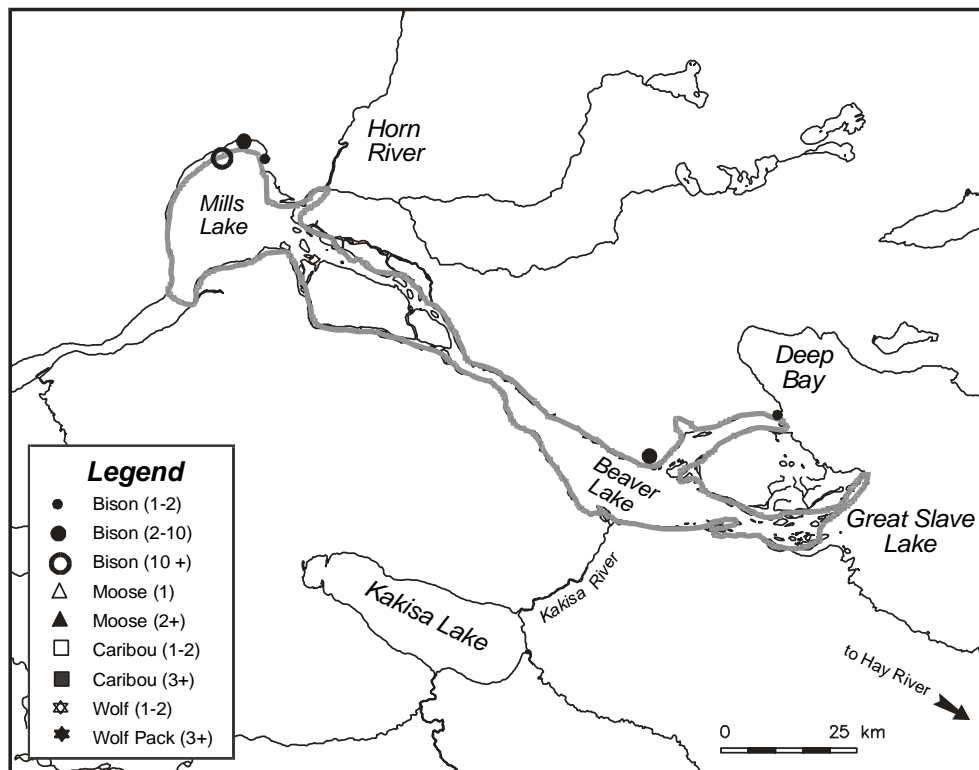 Horn
River
Mills
Lake
Deep
Bay
Beaver
Lake
Great Slave
Lake
Kakisa River
Kakisa Lake
to Hay River
0 25 km
Legend
Bison (1-2)
Bison (2-10)
Bison (10 +)
Moose (1)
Moose (2+)
Caribou (1-2)
Caribou (3+)
Wolf (1-2)
Wolf Pack (3+)